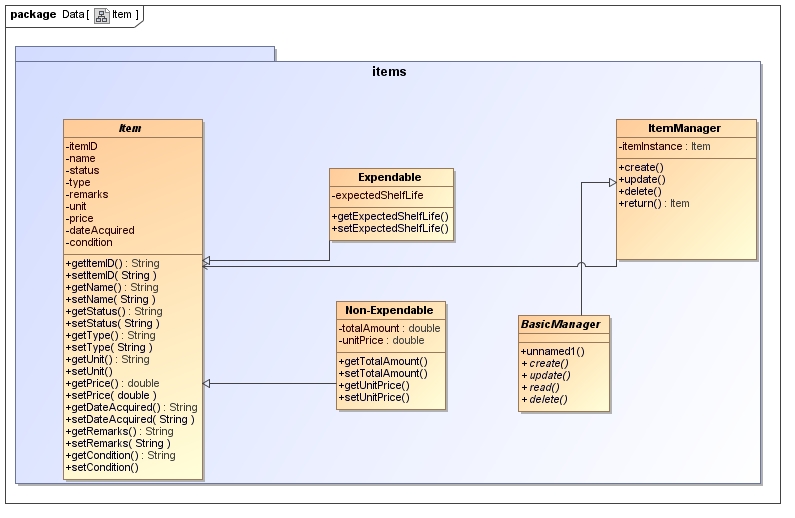 package Data [ Item ]
items
Item
-itemID
-name
-status
-type
-remarks
-unit
-price
-dateAcquired
-condition
+getItemID() : String
+setItemID( String )
+getName() : String
+setName( String )
+getStatus() : String
+setStatus( String )
+getType() : String
+setType( String )
+getUnit() : String
+setUnit()
+getPrice() : double
+setPrice( double )
+getDateAcquired() : String
+setDateAcquired( String )
+getRemarks() : String
+setRemarks( String )
+getCondition() : String
+setCondition()
Expendable
-expectedShelfLife
+getExpectedShelfLife()
+setExpectedShelfLife()
Non-Expendable
-totalAmount : double
-unitPrice : double
+getTotalAmount()
+setTotalAmount()
+getUnitPrice()
+setUnitPrice()
ItemManager
-itemInstance : Item
+create()
+update()
+delete()
+return() : Item
BasicManager
+unnamed1()
+ create()
+ update()
+ read()
+ delete()